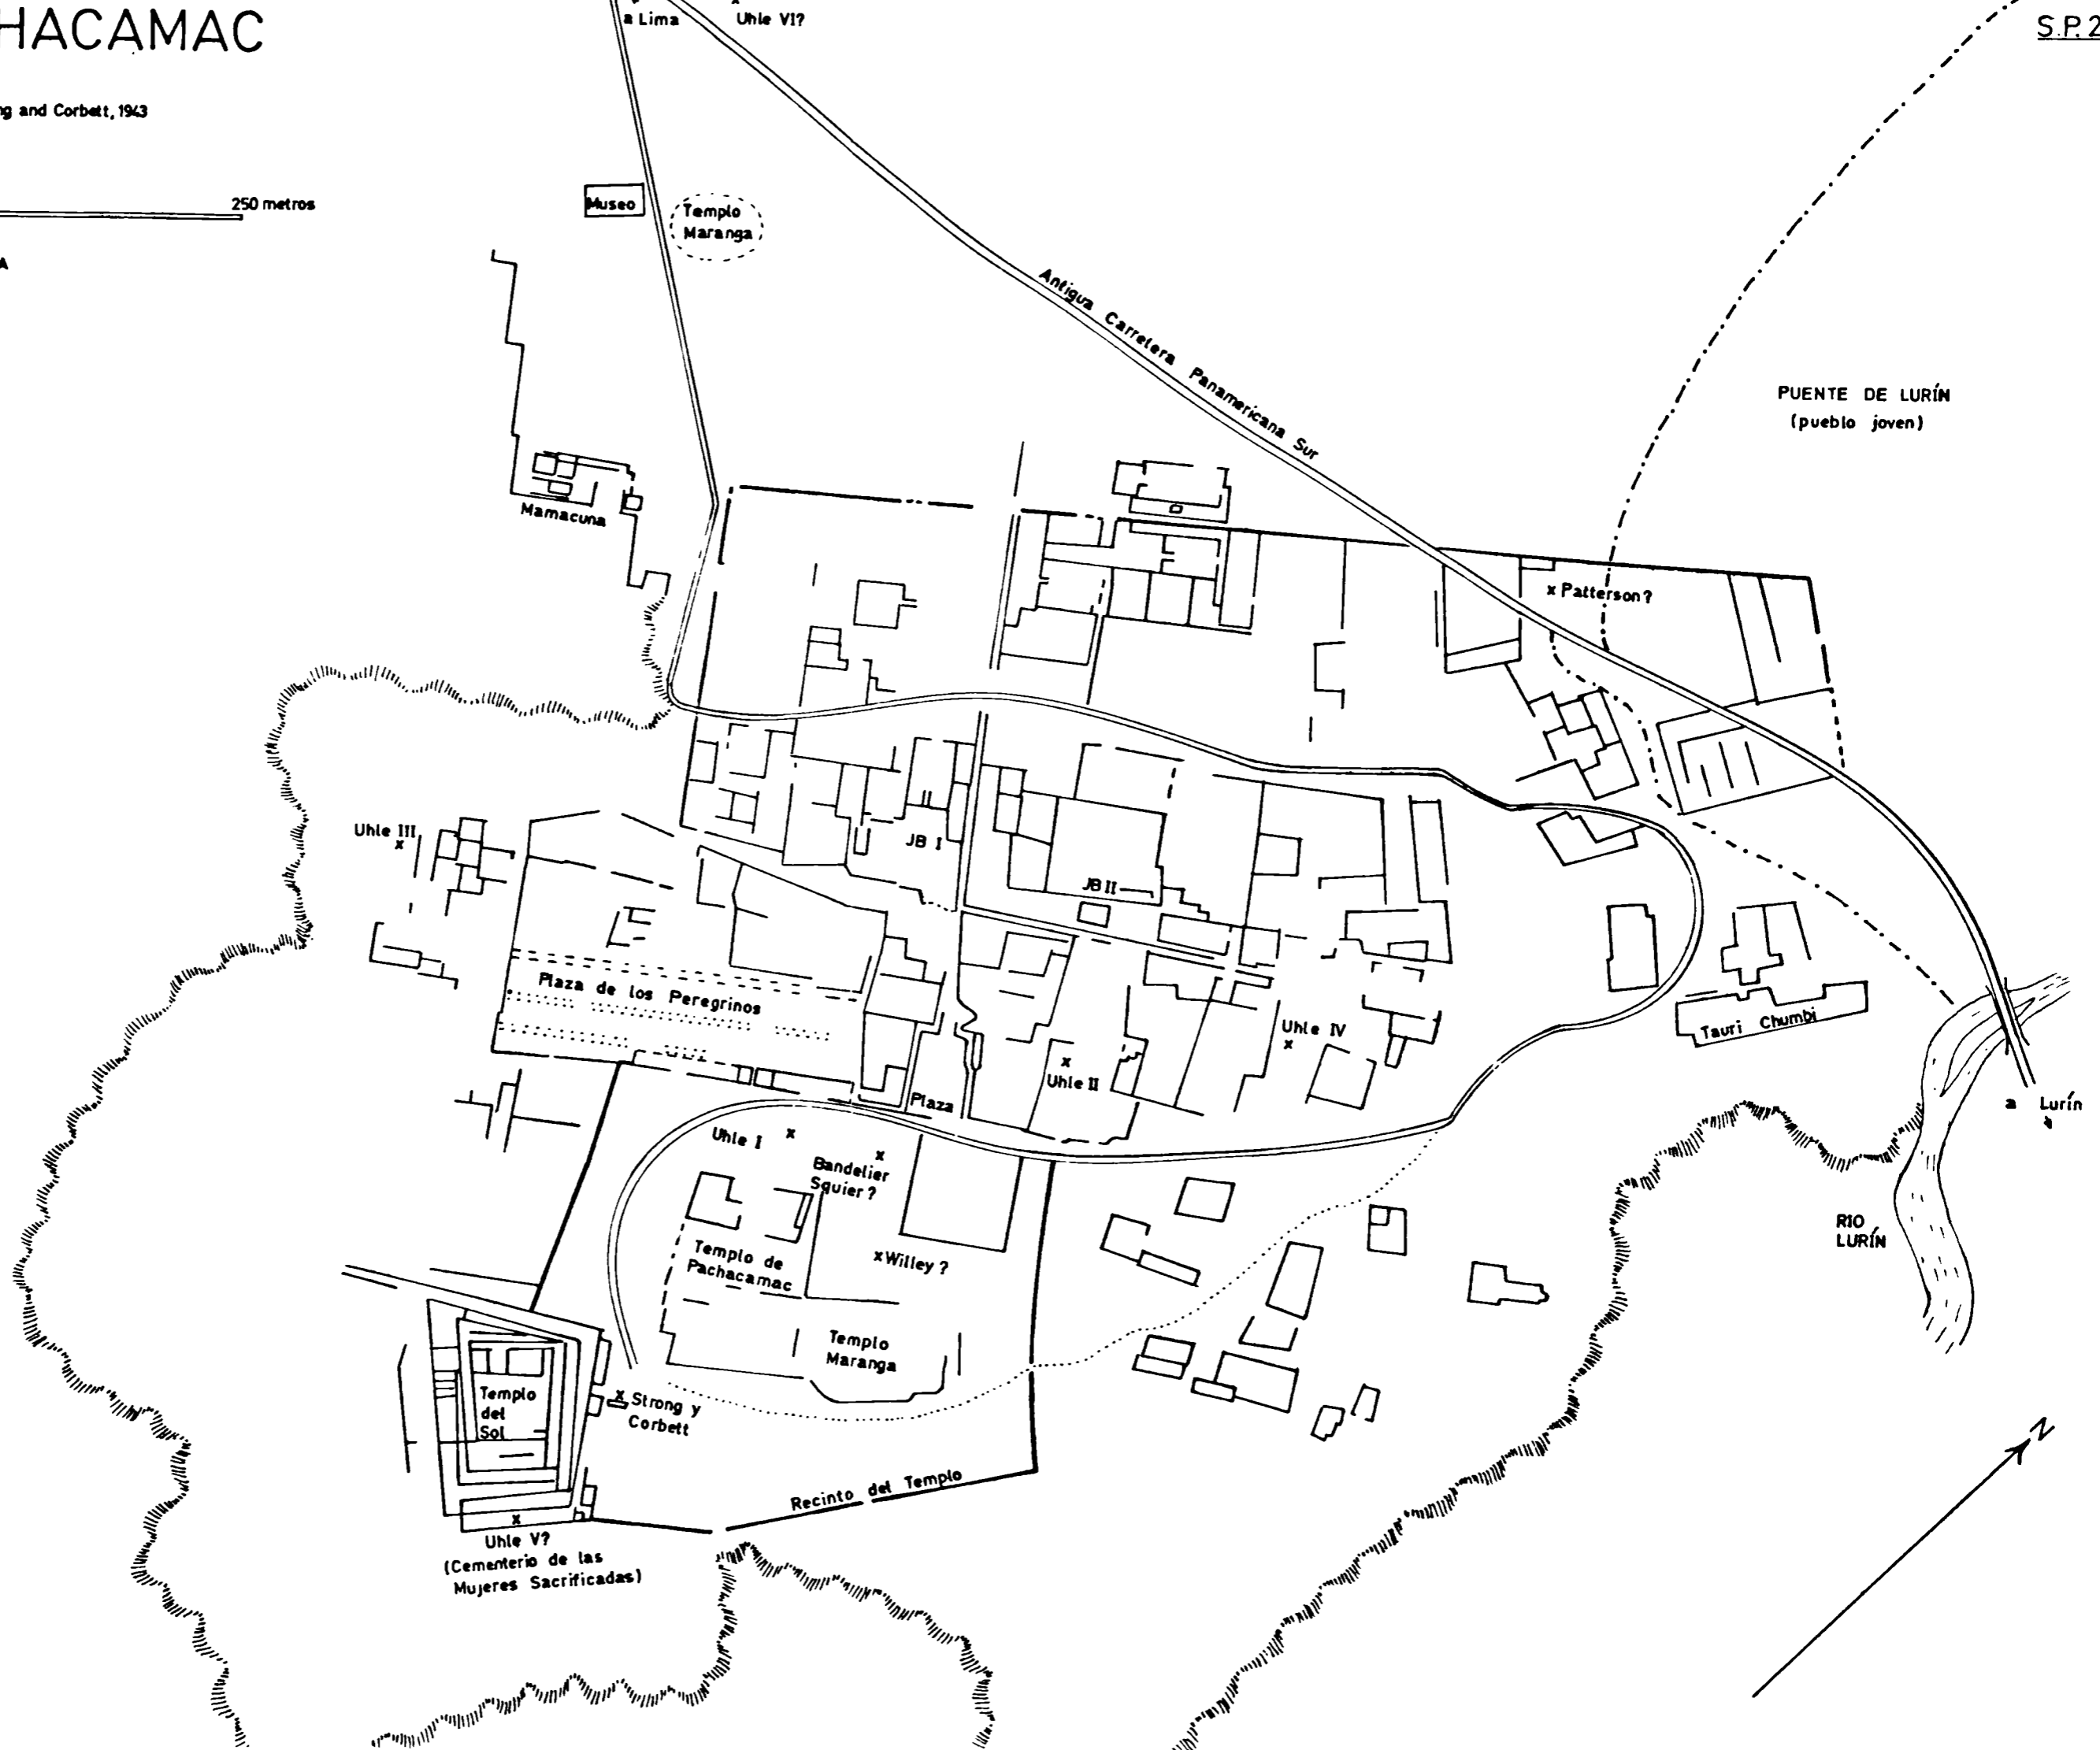 HACAMAC
a Lima
Uhle VI?
S.P. 2
ng and Corbett, 1943
250 metros
A
Museo
Templo
Maranga
Antigua Carretera Panamericana Sur
PUENTE DE LURÍN
(pueblo joven)
Mamacuna
x Patterson?
Uhle III
x
JB I
JB II
Plaza de los Peregrinos
Uhle IV
x
Tauri Chumbi
x
Uhle II
Plaza
a Lurín
Uhle I x
x
Bandelier
Squier?
RIO
LURÍN
Templo de
Pachacamac
x Willey?
Templo
Maranga
Templo
del
Sol
x Strong y
Corbett
N
Recinto del Templo
x
Uhle V?
(Cementerio de las
Mujeres Sacrificadas)